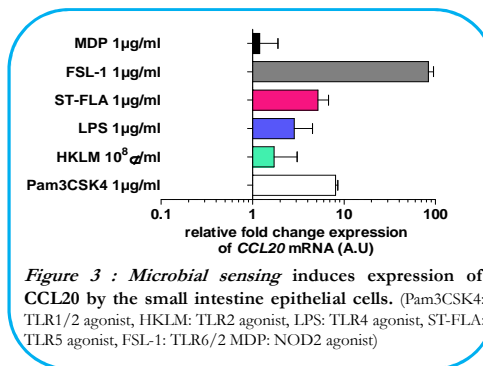 MDP 1µg/ml
FSL-1 1µg/ml
ST-FLA 1µg/ml
LPS 1µg/ml
HKLM 10⁸ /ml
Pam3CSK4 1µg/ml
0.1 1 10 100
relative fold change expression
of CCL20 mRNA (A.U)
Figure 3 : Microbial sensing induces expression of
CCL20 by the small intestine epithelial cells. (Pam3CSK4:
TLR1/2 agonist, HKLM: TLR2 agonist, LPS: TLR4 agonist, ST-FLA:
TLR5 agonist, FSL-1: TLR6/2 MDP: NOD2 agonist)